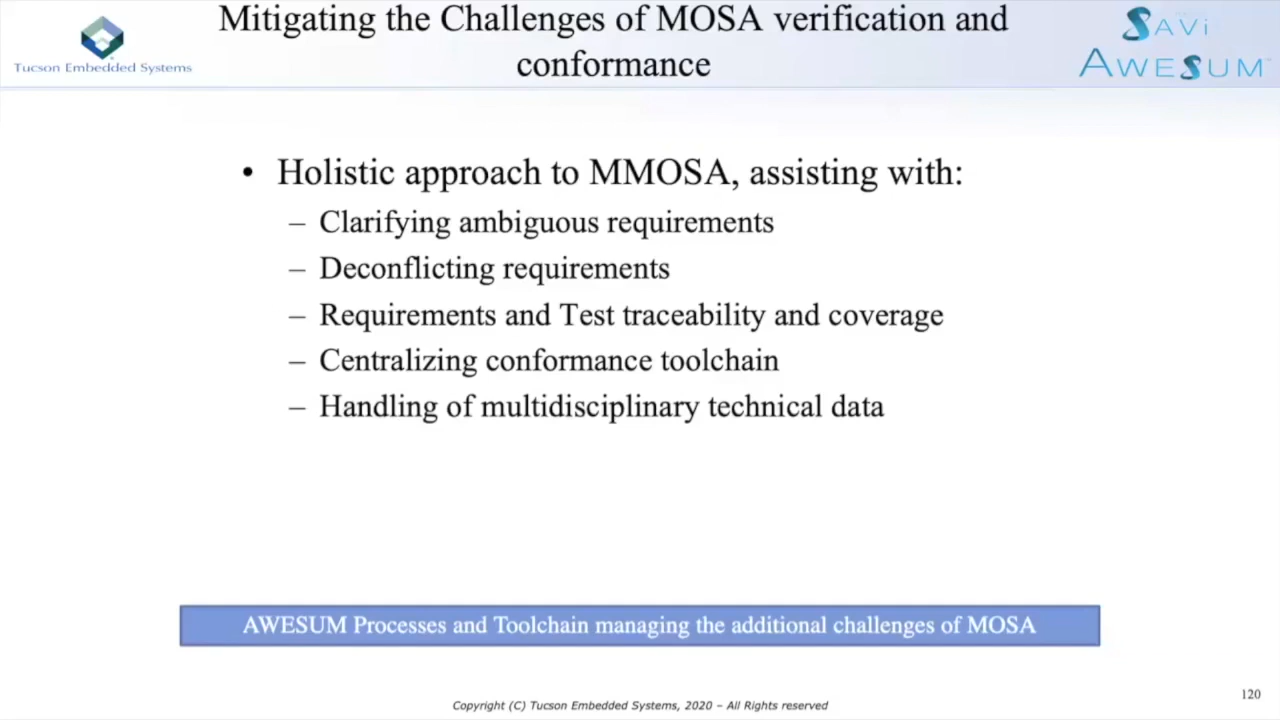 Mitigating the Challenges of MOSA verification and
conformance
Tucson Embedded Systems
SAVi
AWESUM
• Holistic approach to MMOSA, assisting with:
– Clarifying ambiguous requirements
– Deconflicting requirements
– Requirements and Test traceability and coverage
– Centralizing conformance toolchain
– Handling of multidisciplinary technical data
AWESUM Processes and Toolchain managing the additional challenges of MOSA
Copyright (C) Tucson Embedded Systems, 2020 – All Rights reserved
120